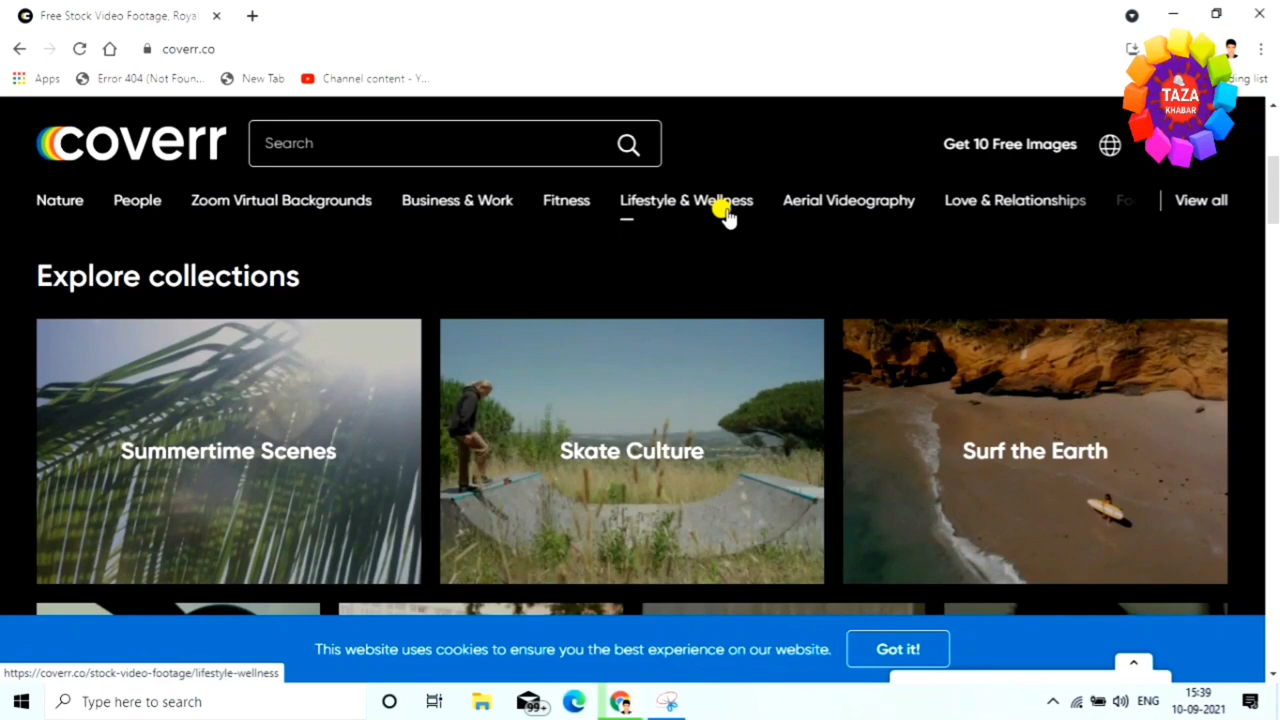 Free Stock Video Footage, Roya
coverr.co
Apps
Error 404 (Not Foun...
New Tab
Channel content - Y...
ding list
TAZA
KHABAR
coverr
Search
Get 10 Free Images
Nature
People
Zoom Virtual Backgrounds
Business & Work
Fitness
Lifestyle & Wellness
Aerial Videography
Love & Relationships
Fo
View all
Explore collections
Summertime Scenes
Skate Culture
Surf the Earth
This website uses cookies to ensure you the best experience on our website.
Got it!
https://coverr.co/stock-video-footage/lifestyle-wellness
Type here to search
99+
ENG
15:39
10-09-2021